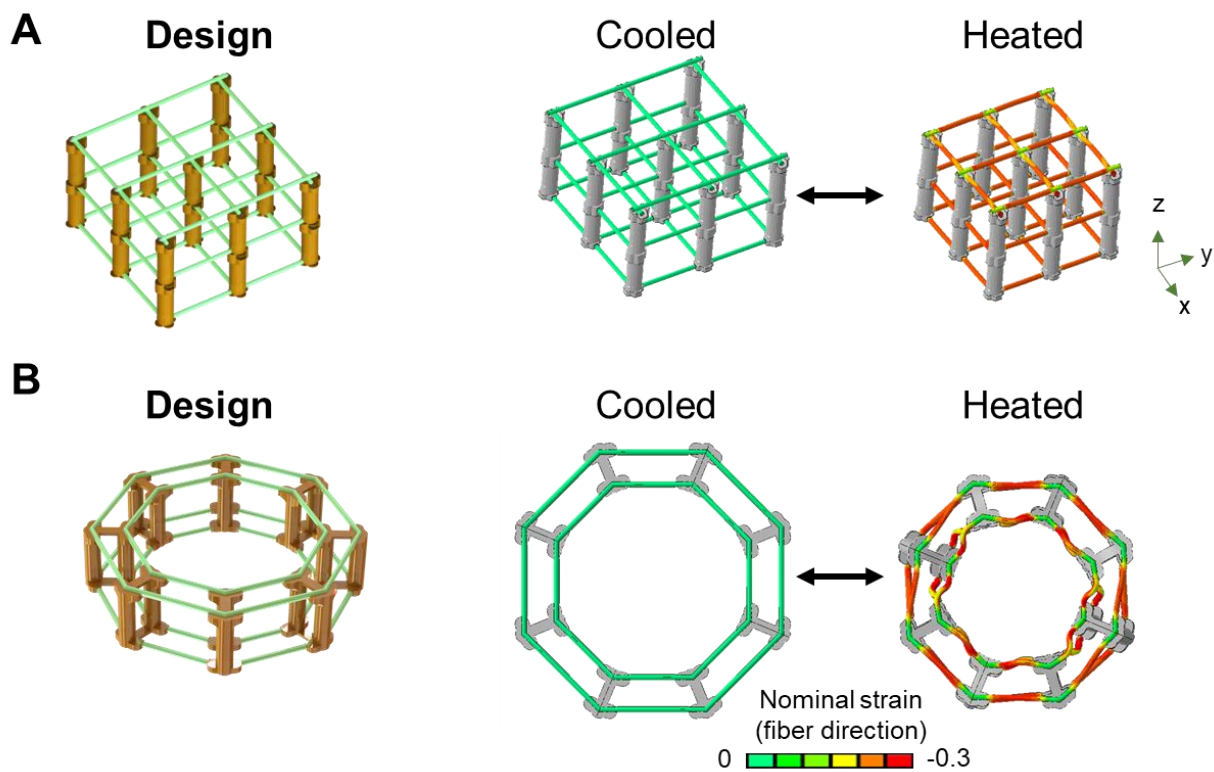 A
Design
Cooled
Heated
z
y
x
B
Design
Cooled
Heated
Nominal strain
(fiber direction)
0
-0.3